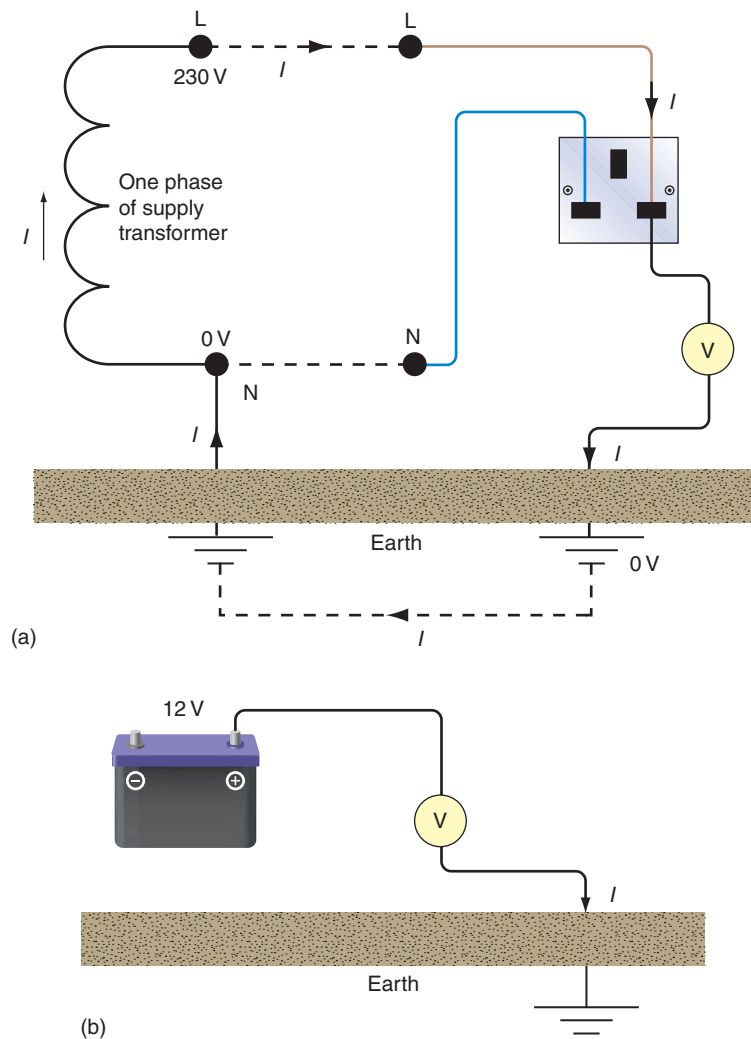 L
L
230 V
I
I
One phase
of supply
transformer
I
0 V
N
V
N
I
I
Earth
0 V
I
(a)
12 V
− +
V
I
Earth
(b)